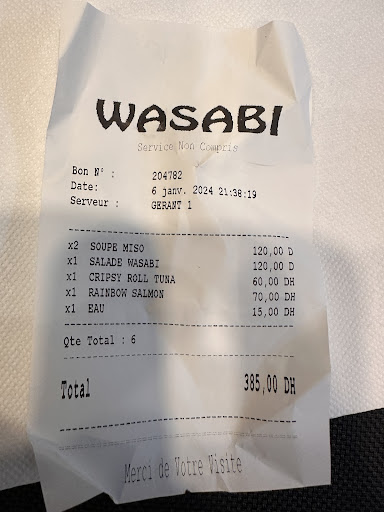 WASABI
Service Non Compris
Bon N° : 204782
Date: 6 janv. 2024 21:38:19
Serveur : GERANT 1
x2 SOUPE MISO 120,00 D
x1 SALADE WASABI 120,00 D
x1 CRIPSY ROLL TUNA 60,00 DH
x1 RAINBOW SALMON 70,00 DH
x1 EAU 15,00 DH
Qte Total : 6
Total 385,00 DH
Merci de Votre Visite